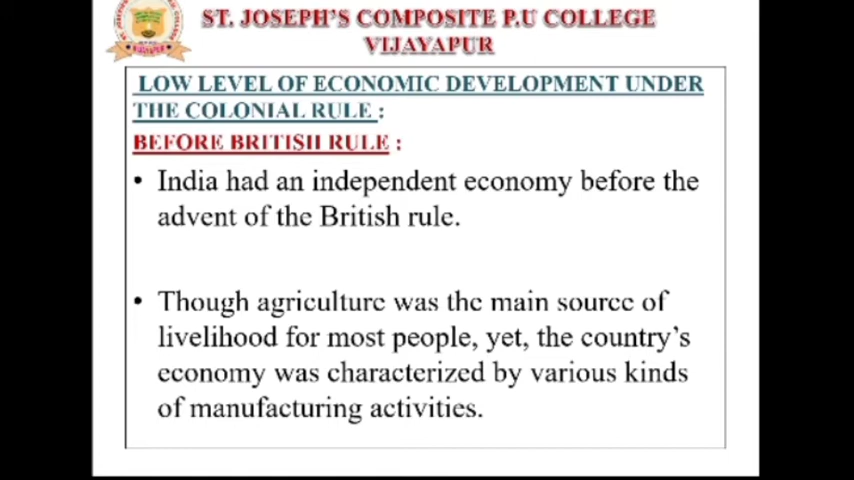 ST. JOSEPH'S COMPOSITE P.U COLLEGE
VIJAYAPUR
LOW LEVEL OF ECONOMIC DEVELOPMENT UNDER
THE COLONIAL RULE :
BEFORE BRITISH RULE :
• India had an independent economy before the
advent of the British rule.
• Though agriculture was the main source of
livelihood for most people, yet, the country's
economy was characterized by various kinds
of manufacturing activities.